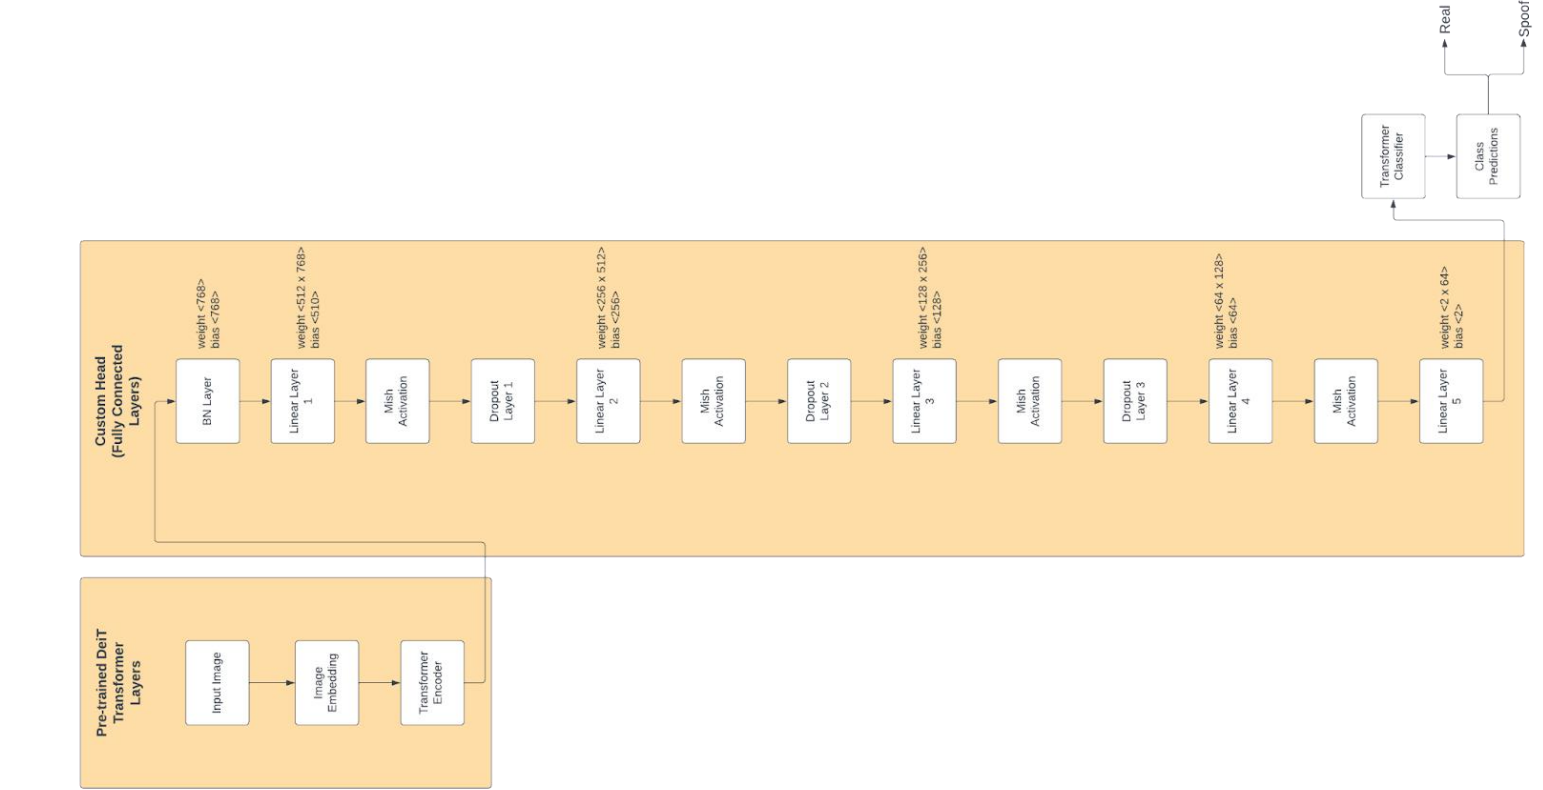 Pre-trained DeiT
Transformer
Layers
Input Image
Image
Embedding
Transformer
Encoder
Custom Head
(Fully Connected
Layers)
BN Layer
weight <768>
bias <768>
Linear Layer
1
weight <512 x 768>
bias <510>
Mish
Activation
Dropout
Layer 1
Linear Layer
2
weight <256 x 512>
bias <256>
Mish
Activation
Dropout
Layer 2
Linear Layer
3
weight <128 x 256>
bias <128>
Mish
Activation
Dropout
Layer 3
Linear Layer
4
weight <64 x 128>
bias <64>
Mish
Activation
Linear Layer
5
weight <2 x 64>
bias <2>
Transformer
Classifier
Class
Predictions
Real
Spoof